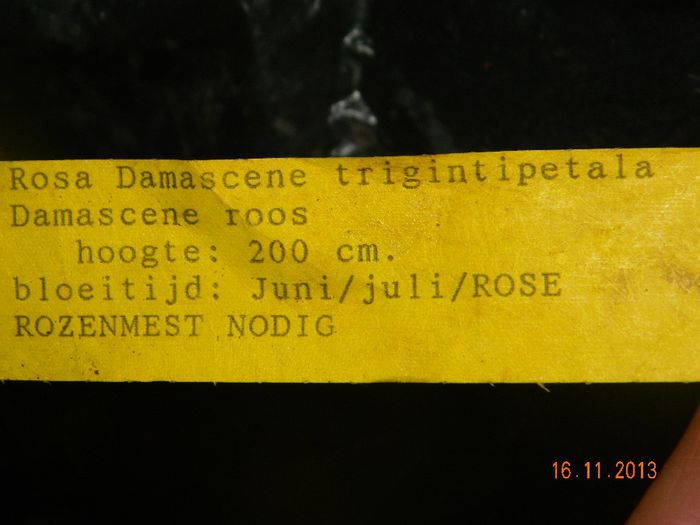 Rosa Damascene trigintipetala
Damascene roos
hoogte: 200 cm.
bloeitijd: Juni/juli/ROSE
ROZENMEST NODIG
16.11.2013